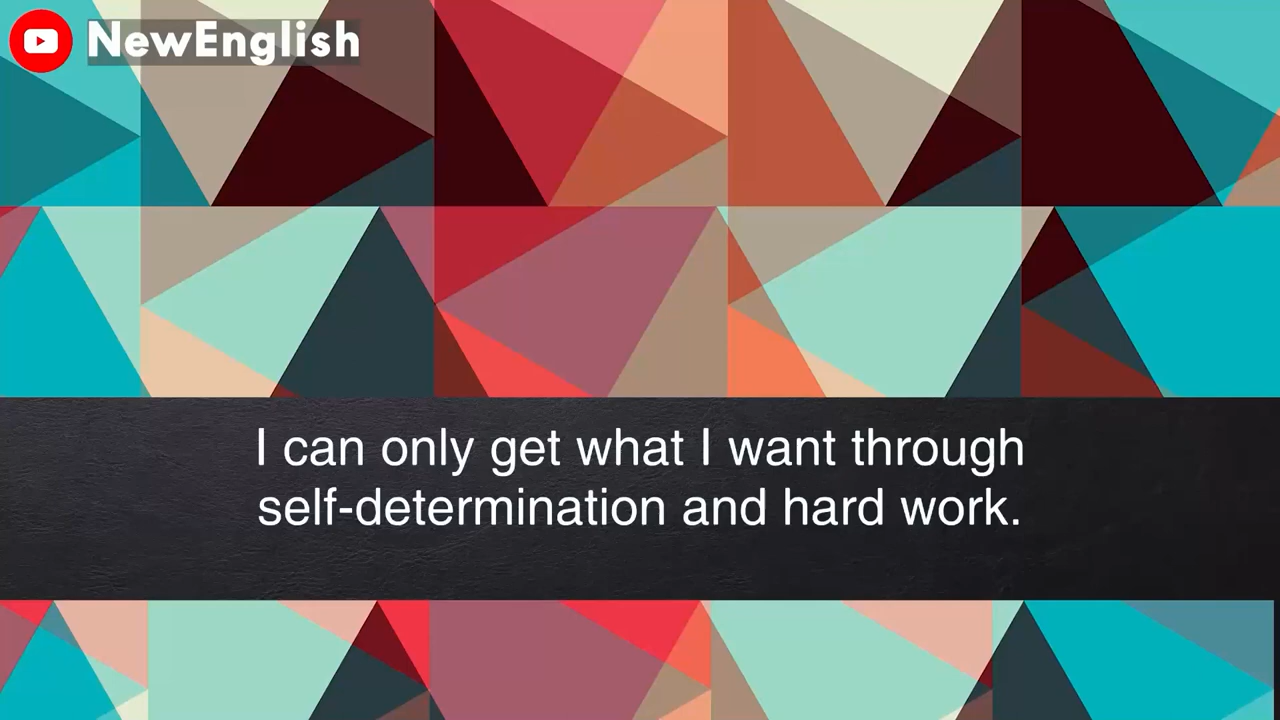 NewEnglish
I can only get what I want through
self-determination and hard work.